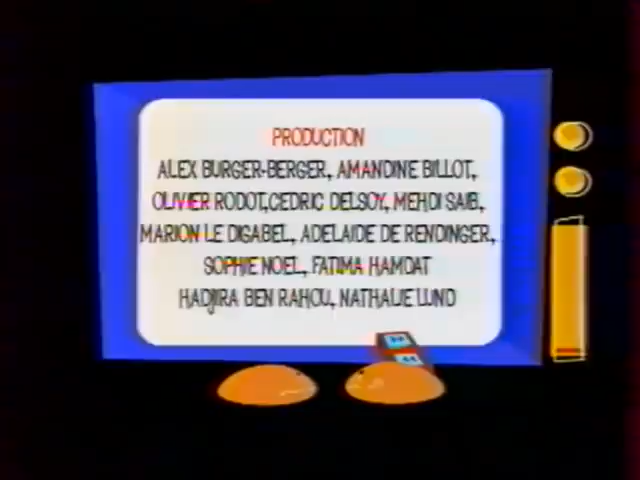 PRODUCTION
ALEX BURGER-BERGER, AMANDINE BILLOT,
OLIVIER RODOT,CEDRIC DELSOY, MEHDI SAIB,
MARION LE DIGABEL, ADELAIDE DE RENDINGER,
SOPHIE NOEL, FATIMA HAMDAT
HADJIRA BEN RAHOU, NATHALIE LUND